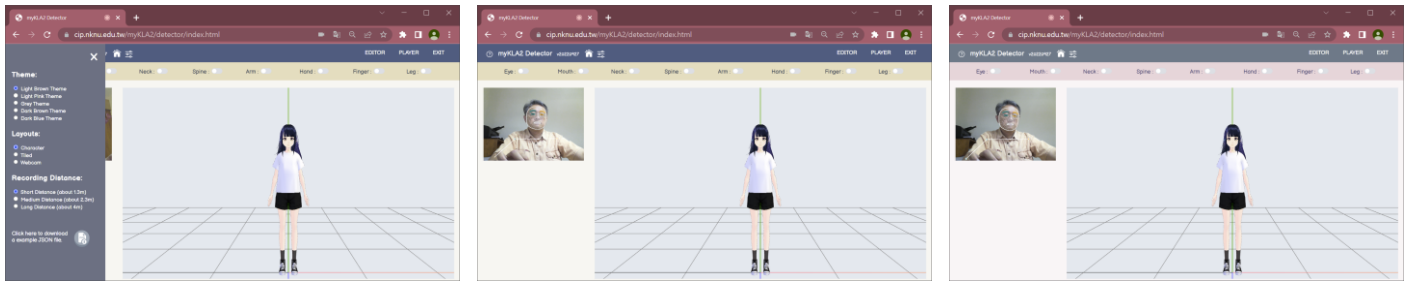 myKLA2 Detector
cip.nknu.edu.tw/myKLA2/detector/index.html
EDITOR PLAYER EXIT
Neck: Spine: Arm: Hand: Finger: Leg:
Theme:
Light Brown Theme
Light Pink Theme
Gray Theme
Dark Brown Theme
Dark Blue Theme
Layouts:
Character
Tiled
Webcam
Recording Distance:
Short Distance (about 1.3m)
Medium Distance (about 2.3m)
Long Distance (about 4m)
Click here to download
a example JSON file.
myKLA2 Detector
cip.nknu.edu.tw/myKLA2/detector/index.html
myKLA2 Detector
EDITOR PLAYER EXIT
Eye: Mouth: Neck: Spine: Arm: Hand: Finger: Leg:
myKLA2 Detector
cip.nknu.edu.tw/myKLA2/detector/index.html
myKLA2 Detector
EDITOR PLAYER EXIT
Eye: Mouth: Neck: Spine: Arm: Hand: Finger: Leg: